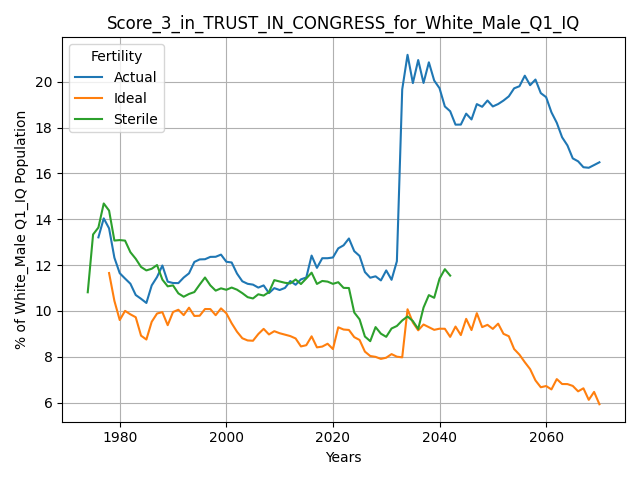 Score_3_in_TRUST_IN_CONGRESS_for_White_Male_Q1_IQ
Fertility
Actual
Ideal
Sterile
% of White_Male Q1_IQ Population
20
18
16
14
12
10
8
6
1980
2000
2020
2040
2060
Years